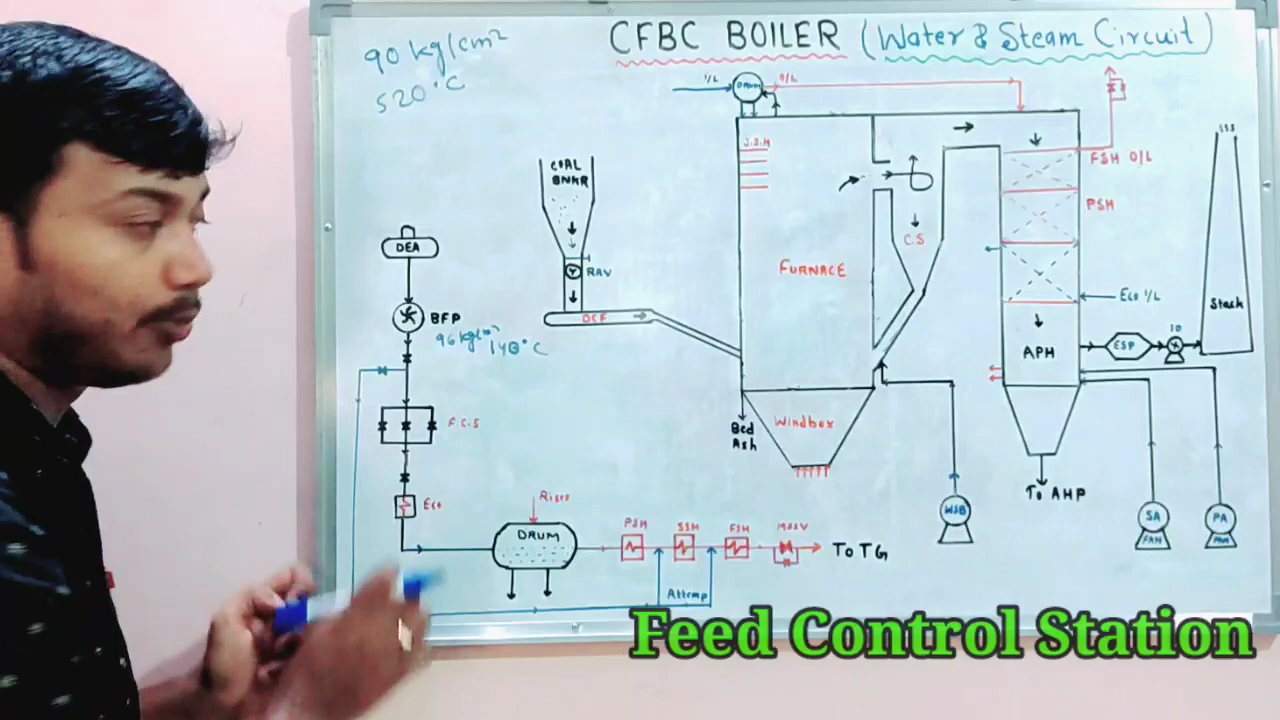 CFBC BOILER (Water & Steam Circuit)
90 kg/cm²
520 °C
I/L
DRUM
O/L
S.S.H
COAL
BNKR
RAV
DCF
FURNACE
C.S
FSH O/L
PSH
Eco I/L
APH
ESP
ID
Stack
DEA
BFP
96 kg/cm²
140 °C
F.C.S
Eco
Bed
Ash
Windbox
To AHP
WSB
SA
FAN
PA
FAN
Riser
DRUM
PSH
SSH
FSH
MSSV
To TG
Attemp
Feed Control Station